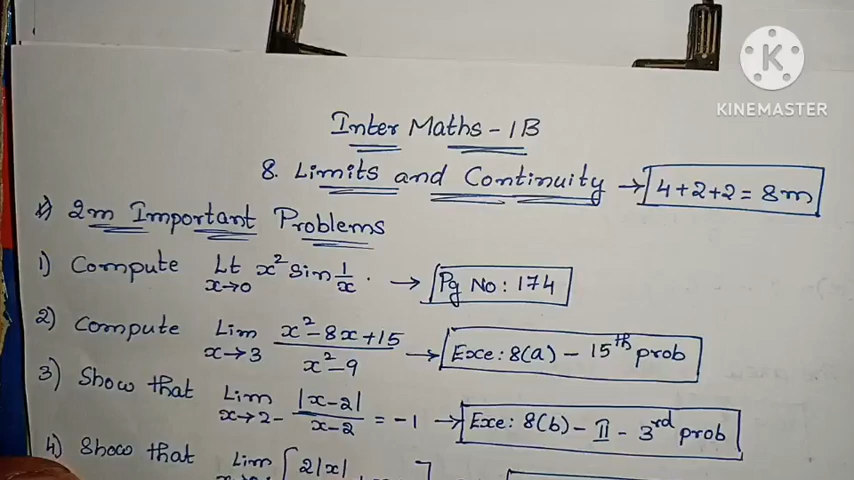 KINEMASTER
Inter Maths - IB
8. Limits and Continuity → 4+2+2 = 8m
2m Important Problems
1) Compute Lt x→0 x² sin 1/x . → Pg No: 174
2) Compute Lim x→3 x²-8x+15 / x²-9 → Exe: 8(a) - 15th prob
3) Show that Lim x→2- |x-2| / x-2 = -1 → Exe: 8(b) - II - 3rd prob
4) Show that Lim [ 2|x|